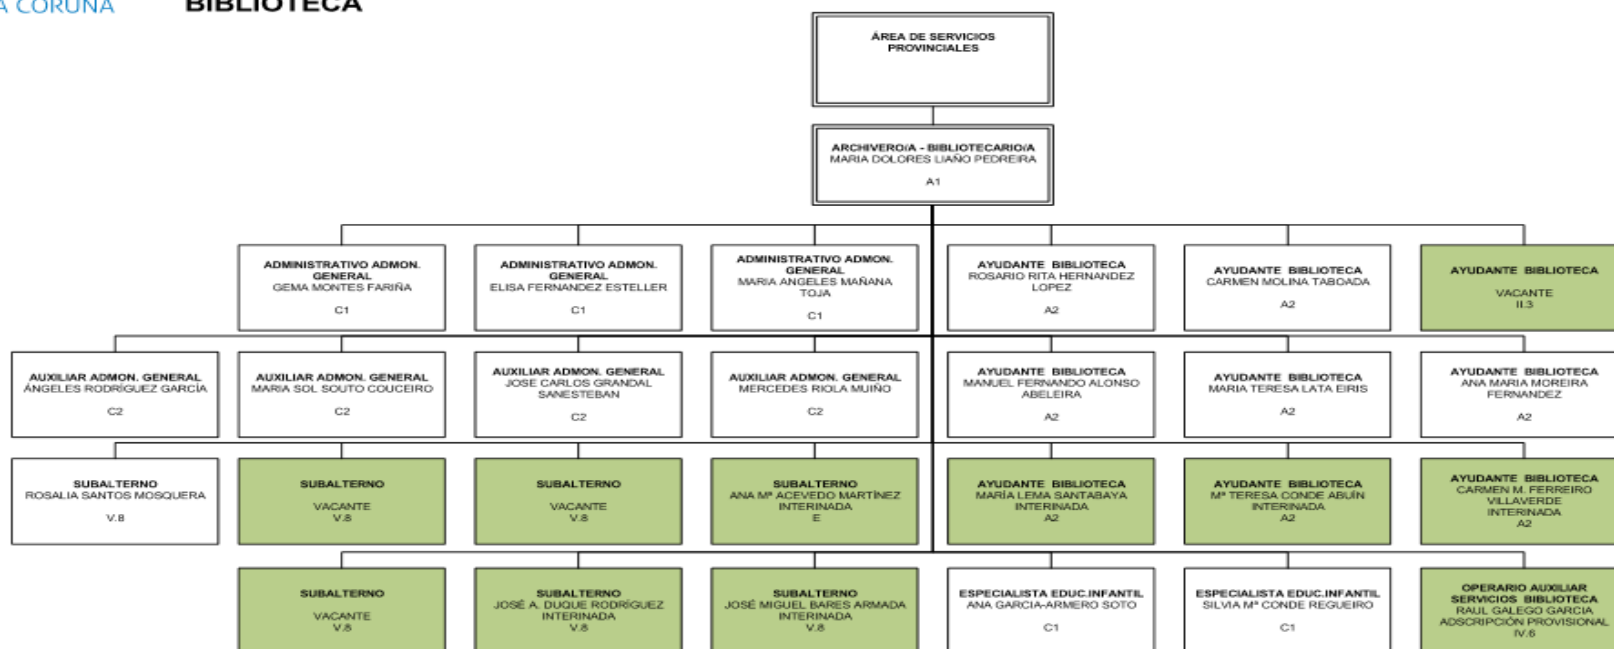 A CORUÑA
BIBLIOTECA
ÁREA DE SERVICIOS
PROVINCIALES
ARCHIVERO/A - BIBLIOTECARIO/A
MARIA DOLORES LIAÑO PEDREIRA
A1
ADMINISTRATIVO ADMON.
GENERAL
GEMA MONTES FARIÑA
C1
ADMINISTRATIVO ADMON.
GENERAL
ELISA FERNANDEZ ESTELLER
C1
ADMINISTRATIVO ADMON.
GENERAL
MARIA ANGELES MAÑANA
TOJA
C1
AYUDANTE BIBLIOTECA
ROSARIO RITA HERNANDEZ
LOPEZ
A2
AYUDANTE BIBLIOTECA
CARMEN MOLINA TABOADA
A2
AYUDANTE BIBLIOTECA
VACANTE
II.3
AUXILIAR ADMON. GENERAL
ÁNGELES RODRÍGUEZ GARCÍA
C2
AUXILIAR ADMON. GENERAL
MARIA SOL SOUTO COUCEIRO
C2
AUXILIAR ADMON. GENERAL
JOSE CARLOS GRANDAL
SANESTEBAN
C2
AUXILIAR ADMON. GENERAL
MERCEDES RIOLA MUIÑO
C2
AYUDANTE BIBLIOTECA
MANUEL FERNANDO ALONSO
ABELEIRA
A2
AYUDANTE BIBLIOTECA
MARIA TERESA LATA EIRIS
A2
AYUDANTE BIBLIOTECA
ANA MARIA MOREIRA
FERNANDEZ
A2
SUBALTERNO
ROSALIA SANTOS MOSQUERA
V.8
SUBALTERNO
VACANTE
V.8
SUBALTERNO
VACANTE
V.8
SUBALTERNO
ANA Mª ACEVEDO MARTÍNEZ
INTERINADA
E
AYUDANTE BIBLIOTECA
MARÍA LEMA SANTABAYA
INTERINADA
A2
AYUDANTE BIBLIOTECA
Mª TERESA CONDE ABUÍN
INTERINADA
A2
AYUDANTE BIBLIOTECA
CARMEN M. FERREIRO
VILLAVERDE
INTERINADA
A2
SUBALTERNO
VACANTE
V.8
SUBALTERNO
JOSÉ A. DUQUE RODRÍGUEZ
INTERINADA
V.8
SUBALTERNO
JOSÉ MIGUEL BARES ARMADA
INTERINADA
V.8
ESPECIALISTA EDUC.INFANTIL
ANA GARCIA-ARMERO SOTO
C1
ESPECIALISTA EDUC.INFANTIL
SILVIA Mª CONDE REGUEIRO
C1
OPERARIO AUXILIAR
SERVICIOS BIBLIOTECA
RAUL GALEGO GARCIA
ADSCRIPCIÓN PROVISIONAL
IV.6